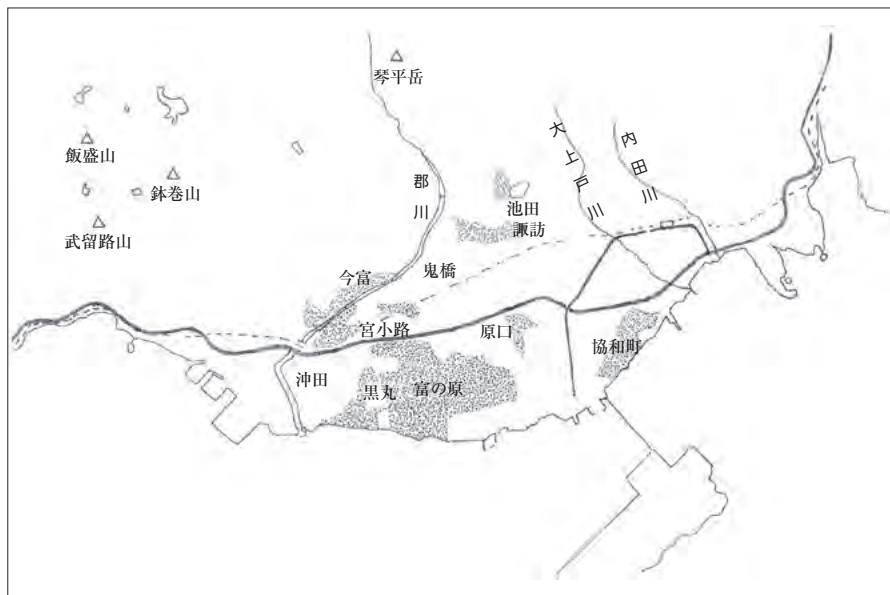 琴平岳
飯盛山
鉢巻山
武留路山
郡川
大上戸川
内田川
池田
諏訪
今富
鬼橋
宮小路
原口
協和町
沖田
黒丸
富の原